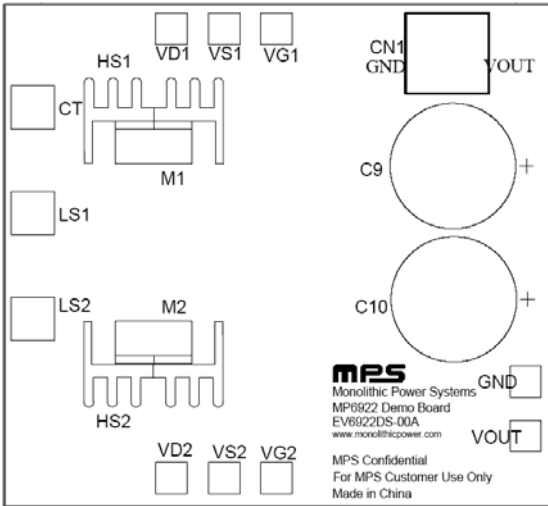 VD1 VS1 VG1
HS1
CN1
GND VOUT
CT
M1
C9
LS1
LS2
M2
C10
HS2
MPS
Monolithic Power Systems
MP6922 Demo Board
EV6922DS-00A
www.monolithicpower.com
GND
VOUT
VD2 VS2 VG2
MPS Confidential
For MPS Customer Use Only
Made in China